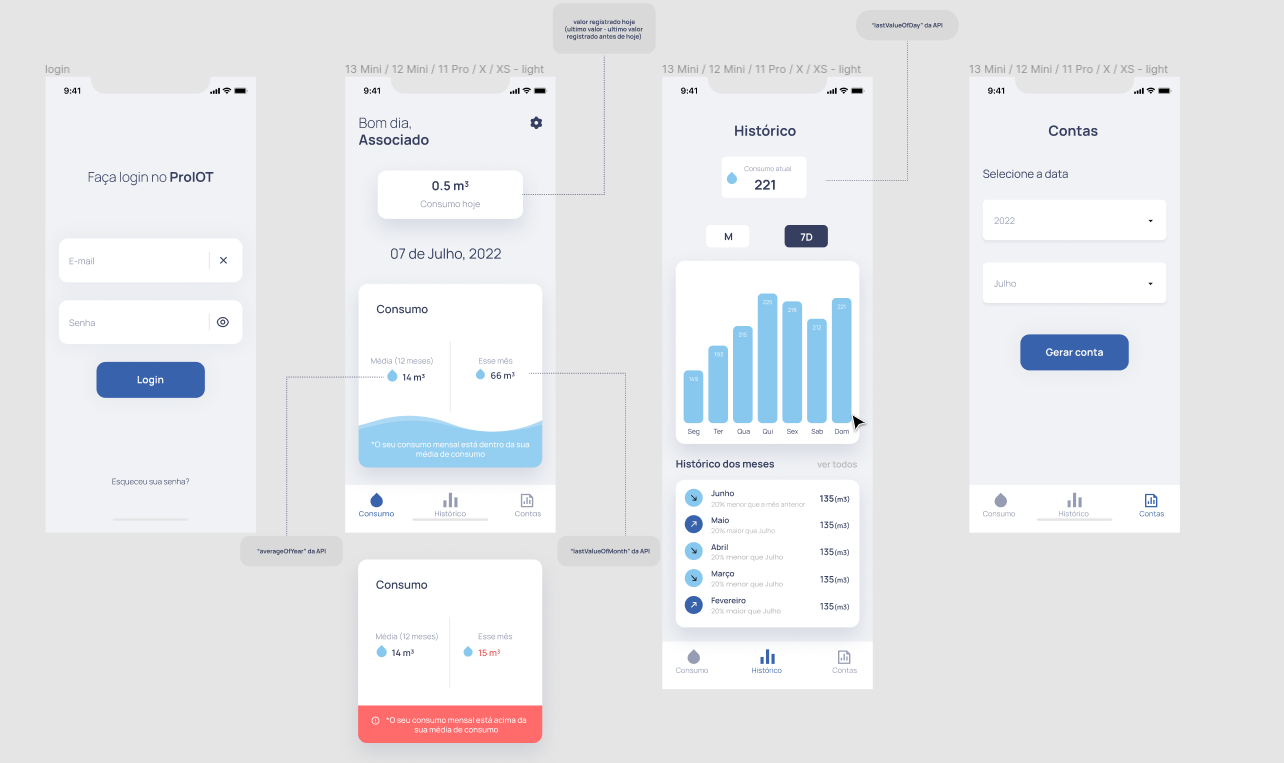 valor registrado hoje
(ultimo valor - ultimo valor
registrado antes de hoje)
"lastValueOfDay" da API
login
9:41
Faça login no ProIOT
E-mail
Senha
Login
Esqueceu sua senha?
13 Mini / 12 Mini / 11 Pro / X / XS - light
9:41
Bom dia,
Associado
0.5 m³
Consumo hoje
07 de Julho, 2022
Consumo
Média (12 meses)
14 m³
Esse mês
66 m³
*O seu consumo mensal está dentro da sua
média de consumo
Consumo
Histórico
Contas
"averageOfYear" da API
"lastValueOfMonth" da API
Consumo
Média (12 meses)
14 m³
Esse mês
15 m³
*O seu consumo mensal está acima da
sua média de consumo
13 Mini / 12 Mini / 11 Pro / X / XS - light
9:41
Histórico
Consumo atual
221
M
7D
193
225
219
212
221
Seg
Ter
Qua
Qui
Sex
Sab
Dom
Histórico dos meses
ver todos
Junho
135(m3)
20% menor que a mês anterior
Maio
135(m3)
20% maior que Julho
Abril
135(m3)
20% menor que Julho
Março
135(m3)
20% menor que Julho
Fevereiro
135(m3)
20% maior que Julho
Consumo
Histórico
Contas
13 Mini / 12 Mini / 11 Pro / X / XS - light
9:41
Contas
Selecione a data
2022
Julho
Gerar conta
Consumo
Histórico
Contas